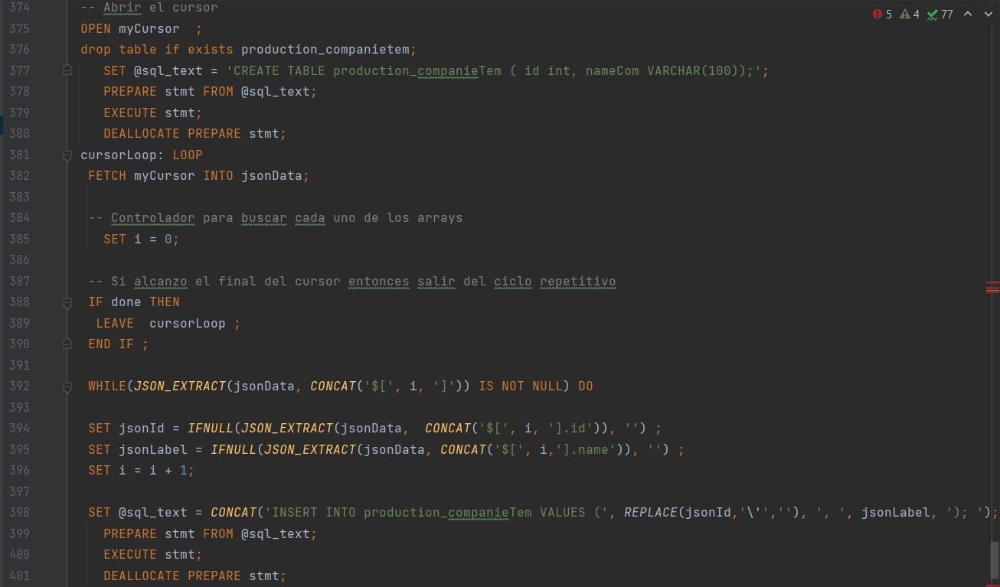 5 4 77
374 -- Abrir el cursor
375 OPEN myCursor  ;
376 drop table if exists production_companietem;
377    SET @sql_text = 'CREATE TABLE production_companieTem ( id int, nameCom VARCHAR(100));';
378    PREPARE stmt FROM @sql_text;
379    EXECUTE stmt;
380    DEALLOCATE PREPARE stmt;
381 cursorLoop: LOOP
382  FETCH myCursor INTO jsonData;
383
384  -- Controlador para buscar cada uno de los arrays
385    SET i = 0;
386
387  -- Si alcanzo el final del cursor entonces salir del ciclo repetitivo
388  IF done THEN
389   LEAVE  cursorLoop ;
390  END IF ;
391
392  WHILE(JSON_EXTRACT(jsonData, CONCAT('$[', i, ']')) IS NOT NULL) DO
393
394  SET jsonId = IFNULL(JSON_EXTRACT(jsonData,  CONCAT('$[', i, '].id')), '') ;
395  SET jsonLabel = IFNULL(JSON_EXTRACT(jsonData, CONCAT('$[', i,'].name')), '') ;
396  SET i = i + 1;
397
398  SET @sql_text = CONCAT('INSERT INTO production_companieTem VALUES (', REPLACE(jsonId,'\'',''), ', ', jsonLabel, '); ');
399    PREPARE stmt FROM @sql_text;
400    EXECUTE stmt;
401    DEALLOCATE PREPARE stmt;